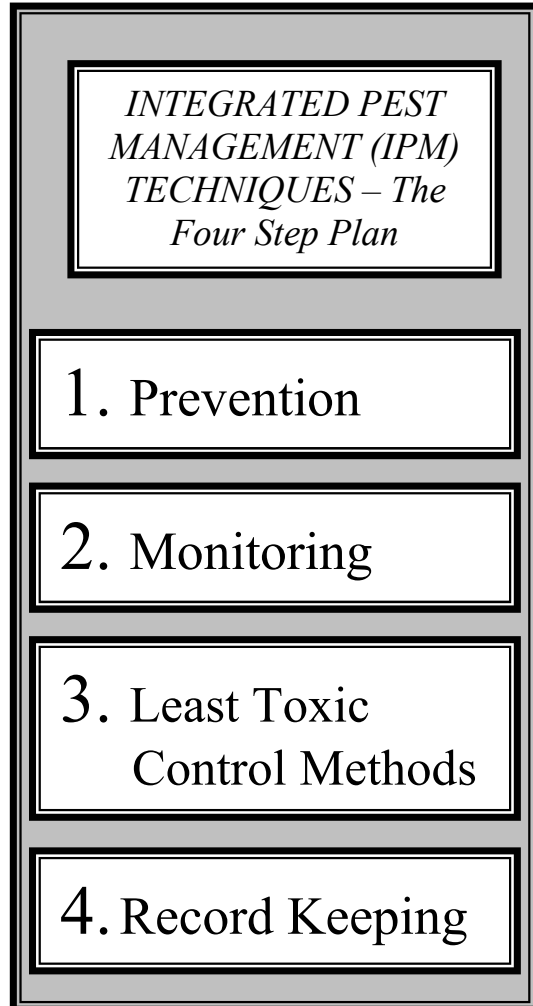 INTEGRATED PEST
MANAGEMENT (IPM)
TECHNIQUES – The
Four Step Plan
1. Prevention
2. Monitoring
3. Least Toxic
Control Methods
4. Record Keeping